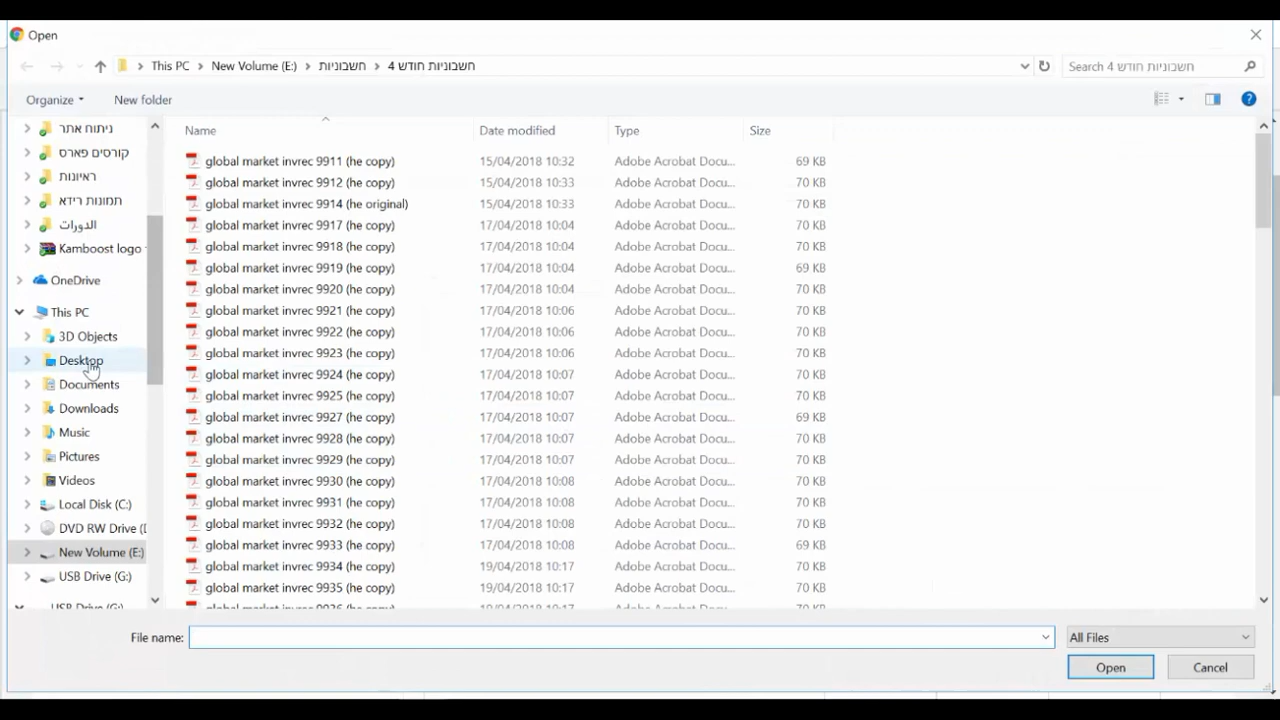 Open
This PC > New Volume (E:) > חשבוניות > חשבוניות חודש 4
Search חשבוניות חודש 4
Organize
New folder
ניתוח אתר
קורסים פארס
ראיונות
תמונות רידא
الدورات
Kamboost logo
OneDrive
This PC
3D Objects
Desktop
Documents
Downloads
Music
Pictures
Videos
Local Disk (C:)
DVD RW Drive (
New Volume (E:)
USB Drive (G:)
USB Drive (G:)
Name Date modified Type Size
global market invrec 9911 (he copy) 15/04/2018 10:32 Adobe Acrobat Docu... 69 KB
global market invrec 9912 (he copy) 15/04/2018 10:33 Adobe Acrobat Docu... 70 KB
global market invrec 9914 (he original) 15/04/2018 10:33 Adobe Acrobat Docu... 70 KB
global market invrec 9917 (he copy) 17/04/2018 10:04 Adobe Acrobat Docu... 70 KB
global market invrec 9918 (he copy) 17/04/2018 10:04 Adobe Acrobat Docu... 70 KB
global market invrec 9919 (he copy) 17/04/2018 10:04 Adobe Acrobat Docu... 69 KB
global market invrec 9920 (he copy) 17/04/2018 10:04 Adobe Acrobat Docu... 70 KB
global market invrec 9921 (he copy) 17/04/2018 10:06 Adobe Acrobat Docu... 70 KB
global market invrec 9922 (he copy) 17/04/2018 10:06 Adobe Acrobat Docu... 70 KB
global market invrec 9923 (he copy) 17/04/2018 10:06 Adobe Acrobat Docu... 70 KB
global market invrec 9924 (he copy) 17/04/2018 10:07 Adobe Acrobat Docu... 70 KB
global market invrec 9925 (he copy) 17/04/2018 10:07 Adobe Acrobat Docu... 70 KB
global market invrec 9927 (he copy) 17/04/2018 10:07 Adobe Acrobat Docu... 69 KB
global market invrec 9928 (he copy) 17/04/2018 10:07 Adobe Acrobat Docu... 70 KB
global market invrec 9929 (he copy) 17/04/2018 10:07 Adobe Acrobat Docu... 70 KB
global market invrec 9930 (he copy) 17/04/2018 10:08 Adobe Acrobat Docu... 70 KB
global market invrec 9931 (he copy) 17/04/2018 10:08 Adobe Acrobat Docu... 70 KB
global market invrec 9932 (he copy) 17/04/2018 10:08 Adobe Acrobat Docu... 70 KB
global market invrec 9933 (he copy) 17/04/2018 10:08 Adobe Acrobat Docu... 69 KB
global market invrec 9934 (he copy) 19/04/2018 10:17 Adobe Acrobat Docu... 70 KB
global market invrec 9935 (he copy) 19/04/2018 10:17 Adobe Acrobat Docu... 70 KB
global market invrec 9936 (he copy) 19/04/2018 10:17 Adobe Acrobat Docu... 70 KB
File name:
All Files
Open
Cancel